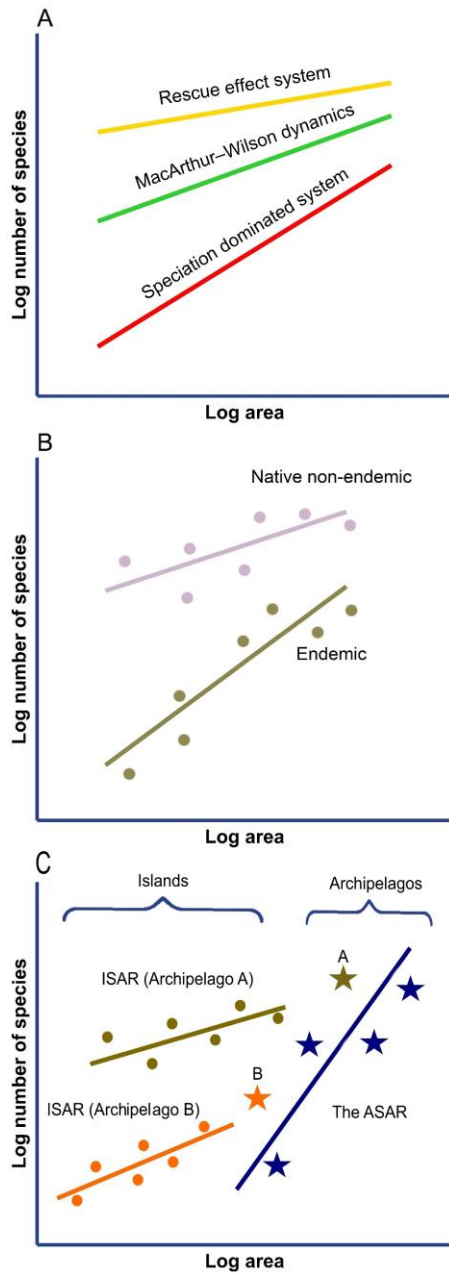 A
Rescue effect system
MacArthur–Wilson dynamics
Speciation dominated system
Log number of species
Log area
B
Native non-endemic
Endemic
Log number of species
Log area
C
Islands
Archipelagos
ISAR (Archipelago A)
A
ISAR (Archipelago B)
B
The ASAR
Log number of species
Log area